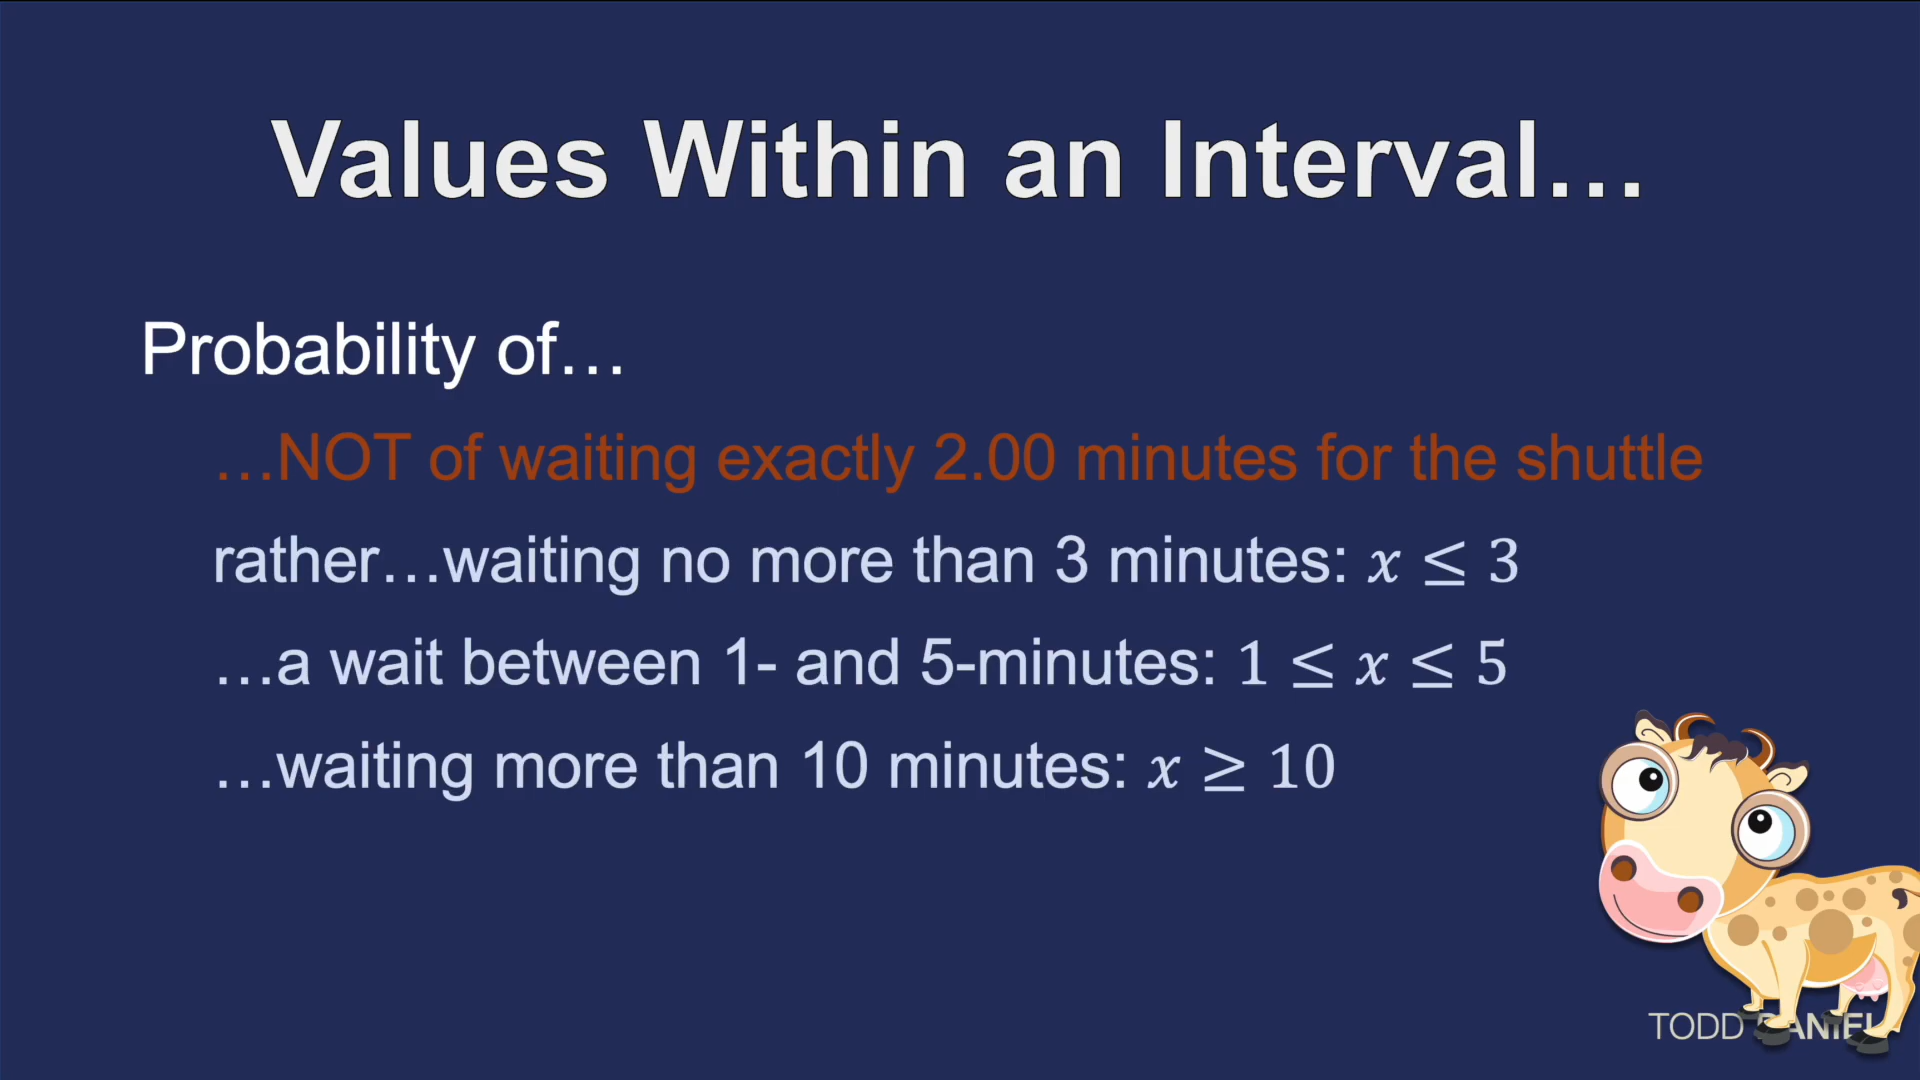 Values Within an Interval…
Probability of…
…NOT of waiting exactly 2.00 minutes for the shuttle
rather…waiting no more than 3 minutes: 𝑥 ≤ 3
…a wait between 1- and 5-minutes: 1 ≤ 𝑥 ≤ 5
…waiting more than 10 minutes: 𝑥 ≥ 10
TODD DANIEL